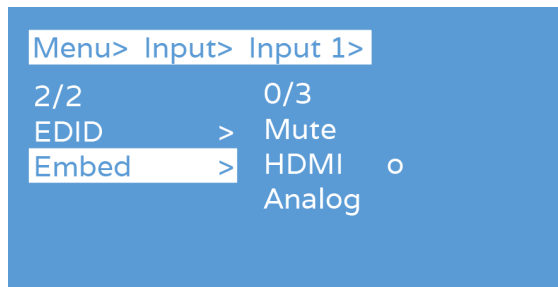 Menu> Input> Input 1>
2/2 0/3
EDID > Mute
Embed > HDMI o
Analog